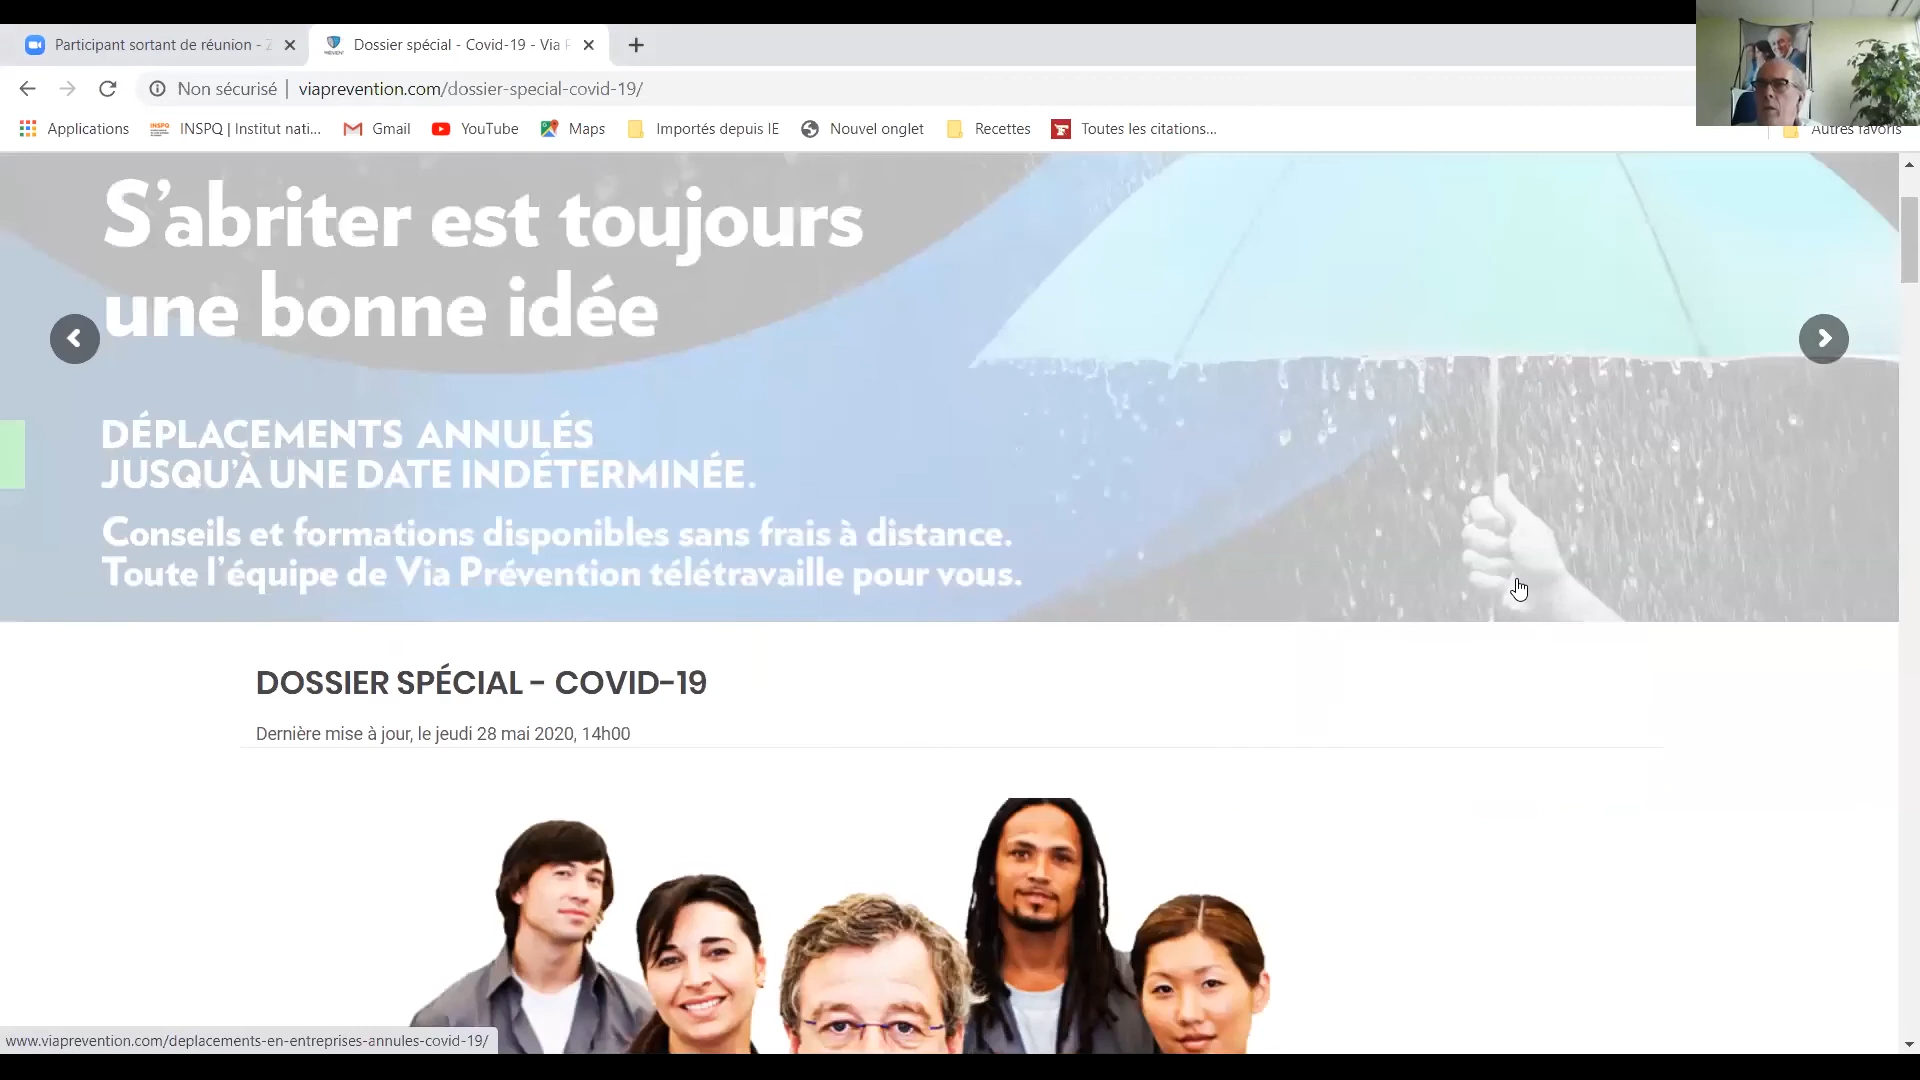 Participant sortant de réunion - Z
Dossier spécial - Covid-19 - Via P
Non sécurisé | viaprevention.com/dossier-special-covid-19/
Applications
INSPQ | Institut nati...
Gmail
YouTube
Maps
Importés depuis IE
Nouvel onglet
Recettes
Toutes les citations...
Autres favoris
S'abriter est toujours
une bonne idée
DÉPLACEMENTS ANNULÉS
JUSQU'À UNE DATE INDÉTERMINÉE.
Conseils et formations disponibles sans frais à distance.
Toute l'équipe de Via Prévention télétravaille pour vous.
DOSSIER SPÉCIAL - COVID-19
Dernière mise à jour, le jeudi 28 mai 2020, 14h00
www.viaprevention.com/deplacements-en-entreprises-annules-covid-19/